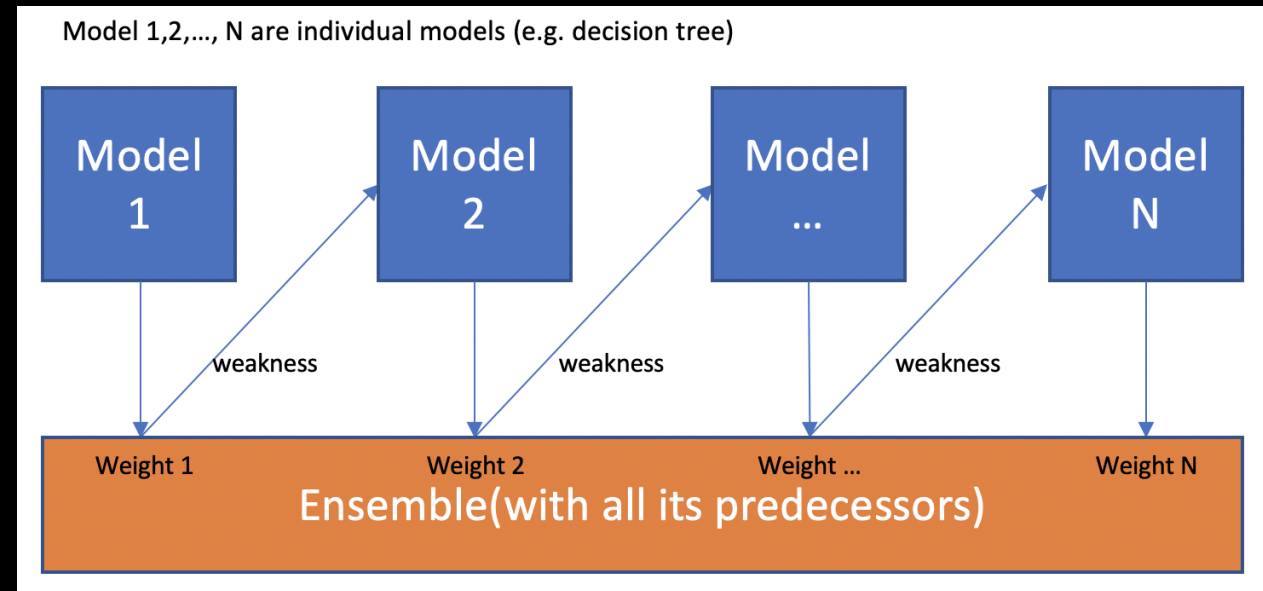 Model 1,2,..., N are individual models (e.g. decision tree)
Model
1
Model
2
Model
...
Model
N
weakness
weakness
weakness
Weight 1
Weight 2
Weight ...
Weight N
Ensemble(with all its predecessors)